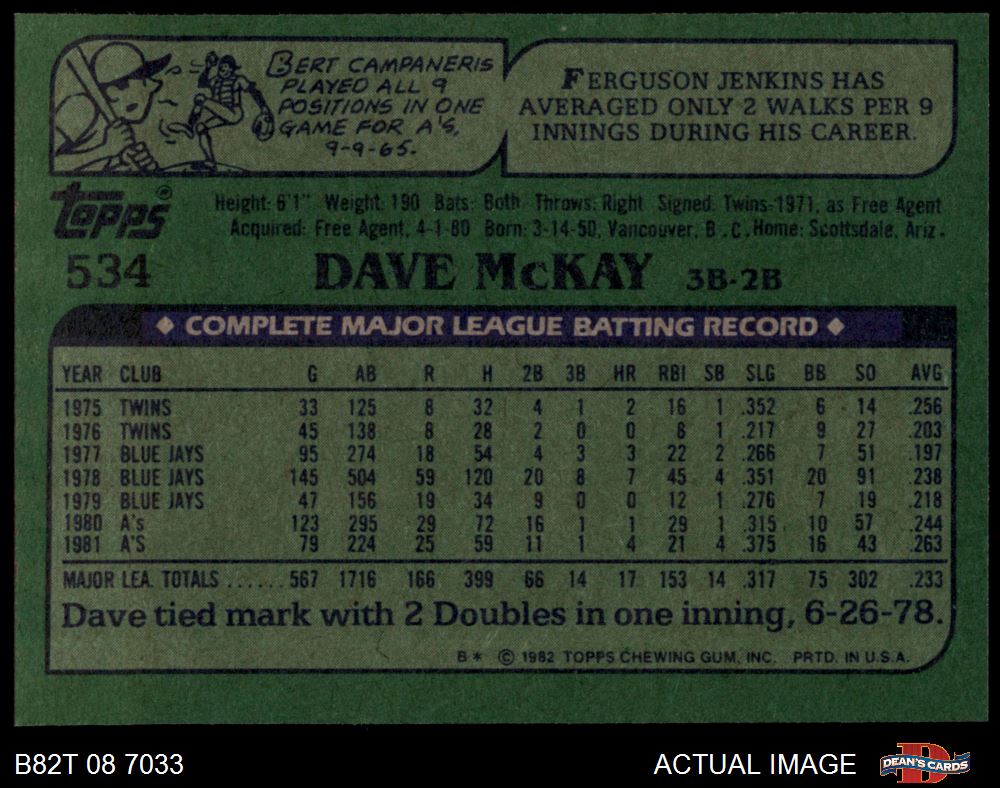 BERT CAMPANERIS
PLAYED ALL 9
POSITIONS IN ONE
GAME FOR A'S,
9-9-65.
FERGUSON JENKINS HAS
AVERAGED ONLY 2 WALKS PER 9
INNINGS DURING HIS CAREER.
topps®
Height: 6'1" Weight: 190 Bats: Both Throws: Right Signed: Twins-1971, as Free Agent
Acquired: Free Agent, 4-1-80 Born: 3-14-50, Vancouver, B.C. Home: Scottsdale, Ariz.
534 DAVE McKAY 3B-2B
◆ COMPLETE MAJOR LEAGUE BATTING RECORD ◆
YEAR CLUB G AB R H 2B 3B HR RBI SB SLG BB SO AVG
1975 TWINS 33 125 8 32 4 1 2 16 1 .352 6 14 .256
1976 TWINS 45 138 8 28 2 0 0 8 1 .217 9 27 .203
1977 BLUE JAYS 95 274 18 54 4 3 3 22 2 .266 7 51 .197
1978 BLUE JAYS 145 504 59 120 20 8 7 45 4 .351 20 91 .238
1979 BLUE JAYS 47 156 19 34 9 0 0 12 1 .276 7 19 .218
1980 A's 123 295 29 72 16 1 1 29 1 .315 10 57 .244
1981 A'S 79 224 25 59 11 1 4 21 4 .375 16 43 .263
MAJOR LEA. TOTALS ...... 567 1716 166 399 66 14 17 153 14 .317 75 302 .233
Dave tied mark with 2 Doubles in one inning, 6-26-78.
B* © 1982 TOPPS CHEWING GUM, INC. PRTD. IN U.S.A.
B82T 08 7033 ACTUAL IMAGE DEAN'S CARDS